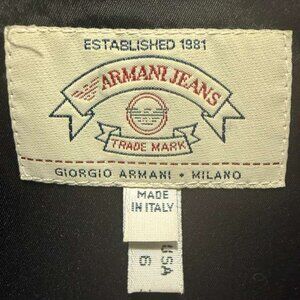 ESTABLISHED 1981
ARMANI JEANS
TRADE MARK
GIORGIO ARMANI • MILANO
MADE
IN ITALY
USA
6